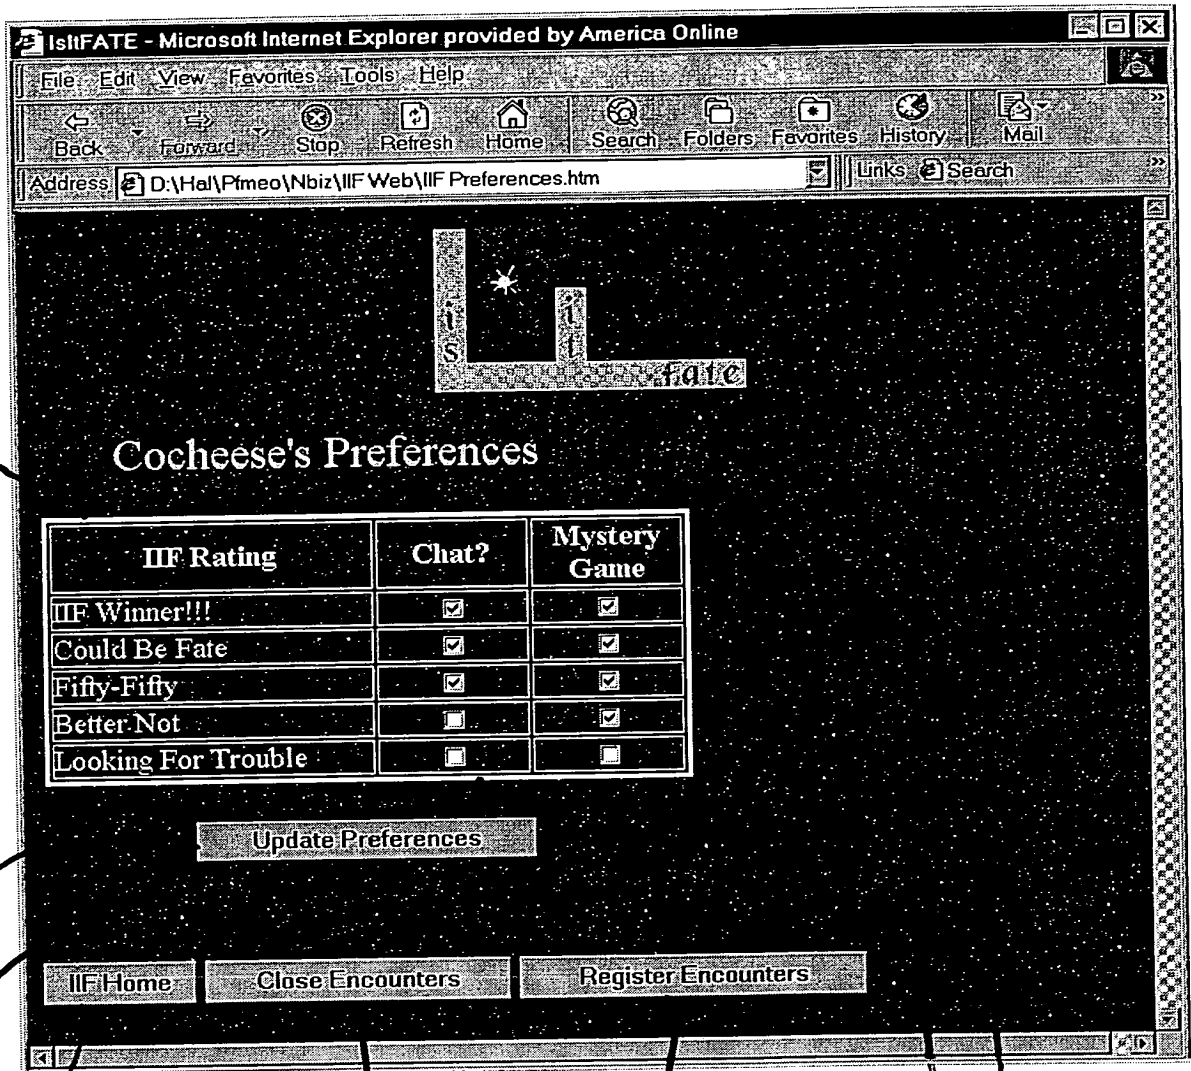 IsItFATE - Microsoft Internet Explorer provided by America Online
File Edit View Favorites Tools Help
Back Forward Stop Refresh Home Search Folders Favorites History Mail
Address D:\Hal\Pfmeo\Nbiz\IIF Web\IIF Preferences.htm Links Search
is it fate
Cocheese's Preferences
IIF Rating Chat? Mystery Game
IIF Winner!!!
Could Be Fate
Fifty-Fifty
Better Not
Looking For Trouble
Update Preferences
IIF Home Close Encounters Register Encounters